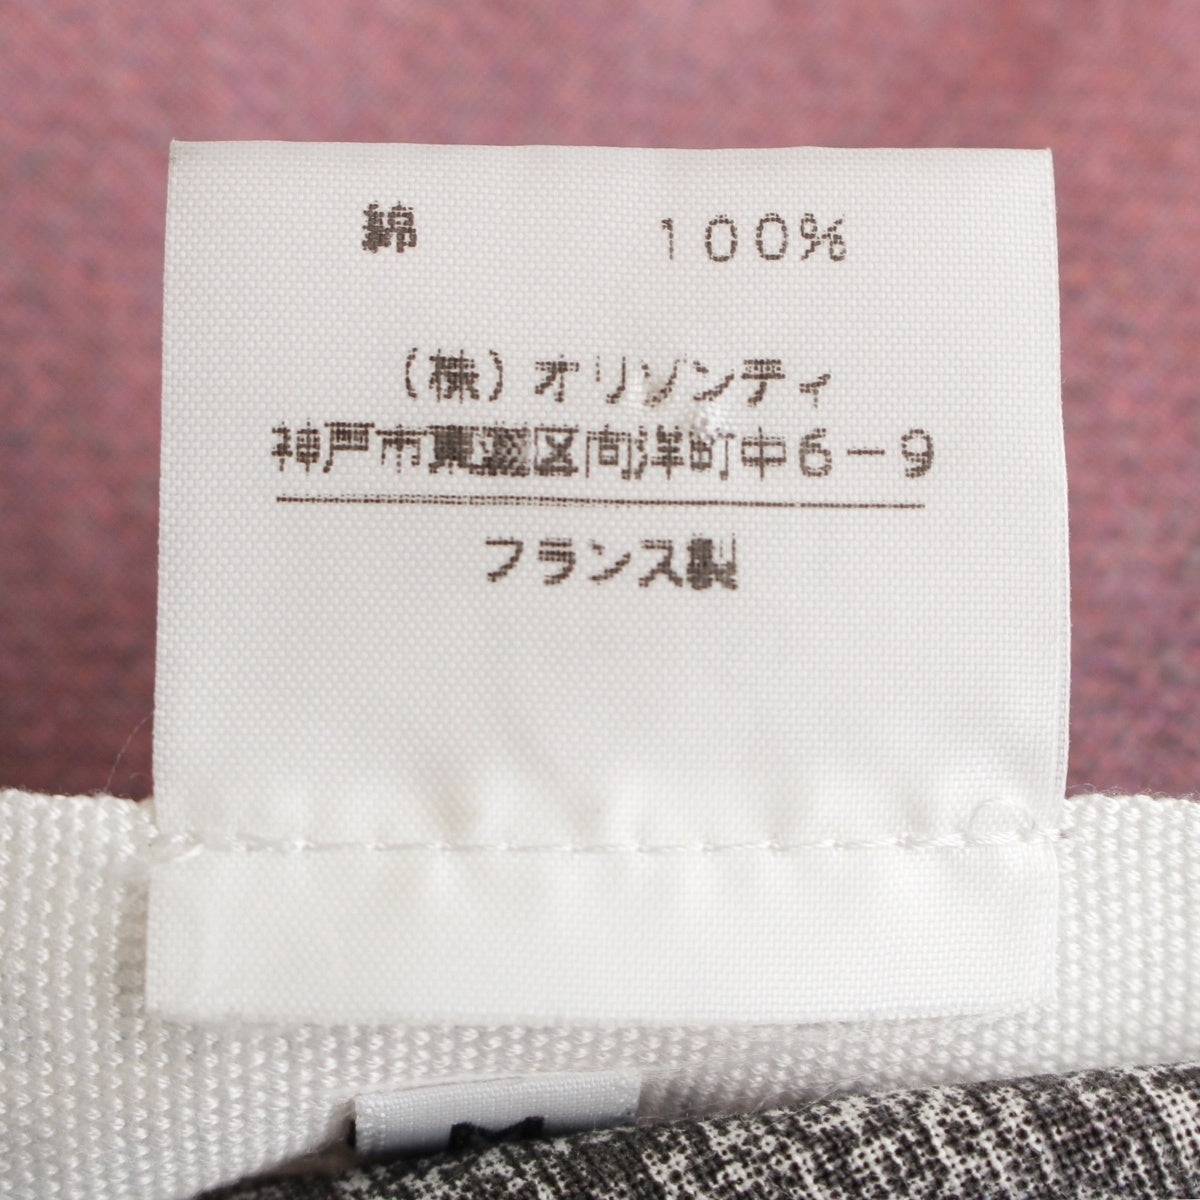 綿 100%
（株）オリゾンティ
神戸市東灘区向洋町中6-9
フランス製